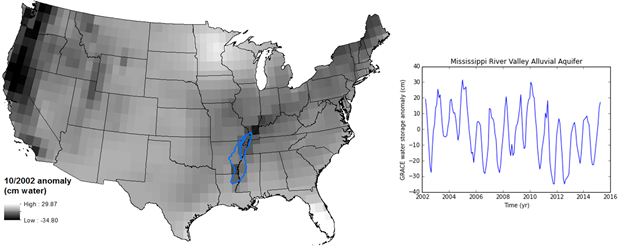 10/2002 anomaly
(cm water)
High : 29.87
Low : -34.80
Mississippi River Valley Alluvial Aquifer
GRACE water storage anomaly (cm)
40
30
20
10
0
-10
-20
-30
-40
2002 2004 2006 2008 2010 2012 2014 2016
Time (yr)